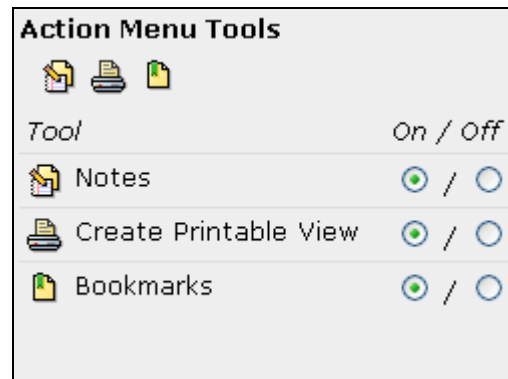 Action Menu Tools
Tool On / Off
Notes /
Create Printable View /
Bookmarks /